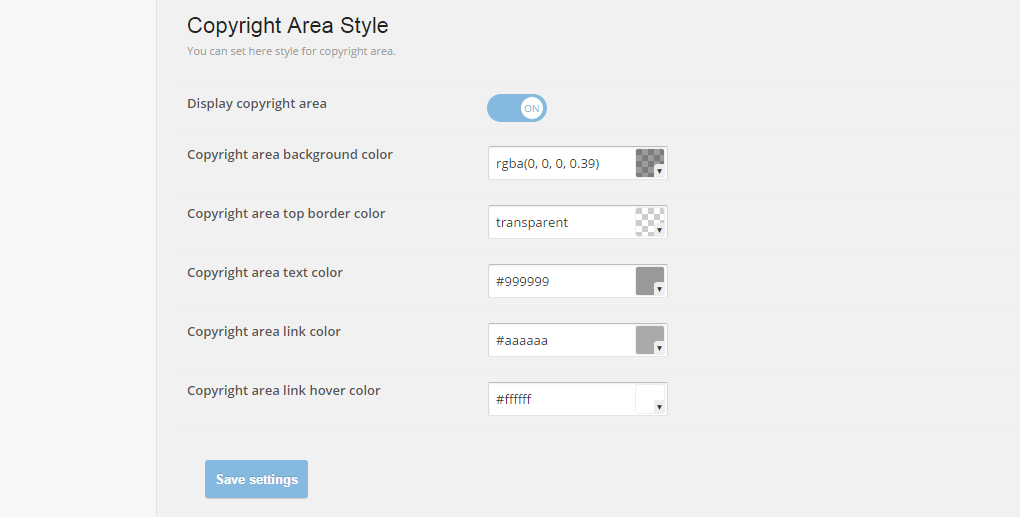 Copyright Area Style
You can set here style for copyright area.
Display copyright area
ON
Copyright area background color
rgba(0, 0, 0, 0.39)
Copyright area top border color
transparent
Copyright area text color
#999999
Copyright area link color
#aaaaaa
Copyright area link hover color
#ffffff
Save settings